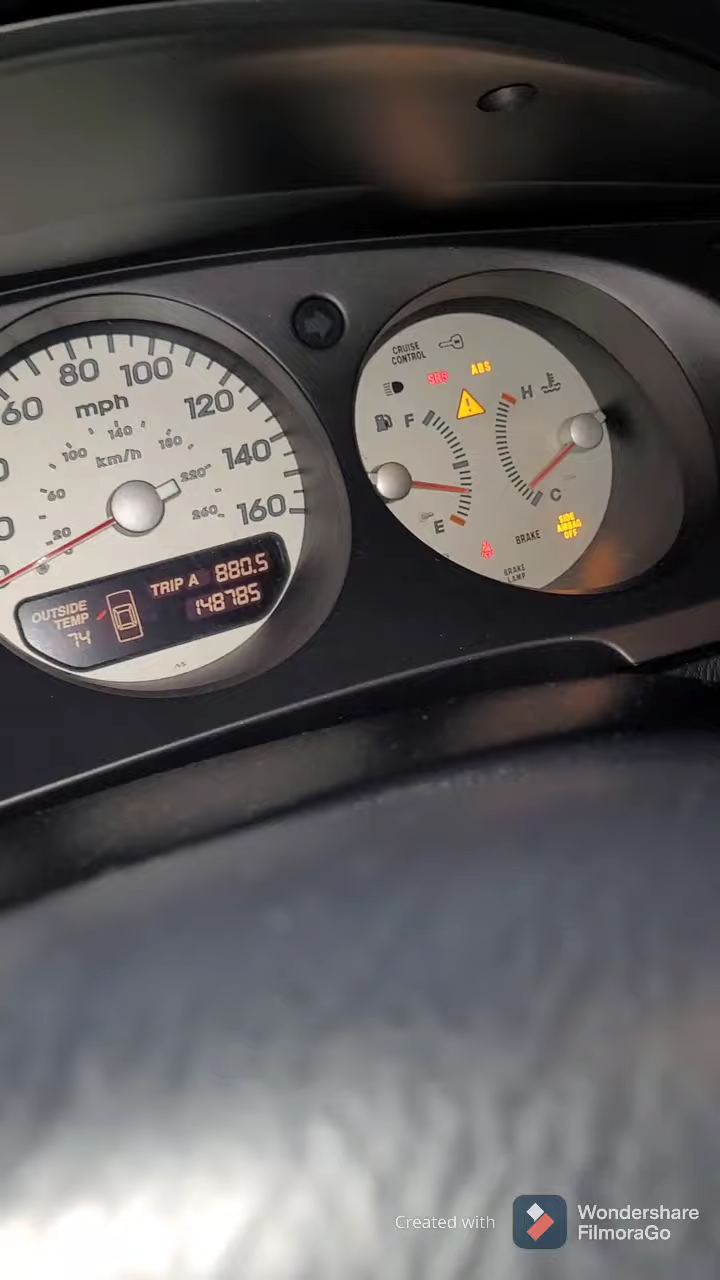 60
80
100
120
140
160
mph
km/h
20
60
100
140
180
220
260
OUTSIDE
TEMP
74
TRIP A 880.5
148785
CRUISE
CONTROL
SRS
ABS
F
E
H
C
SIDE
AIRBAG
OFF
BRAKE
BRAKE
LAMP
Created with
Wondershare
FilmoraGo